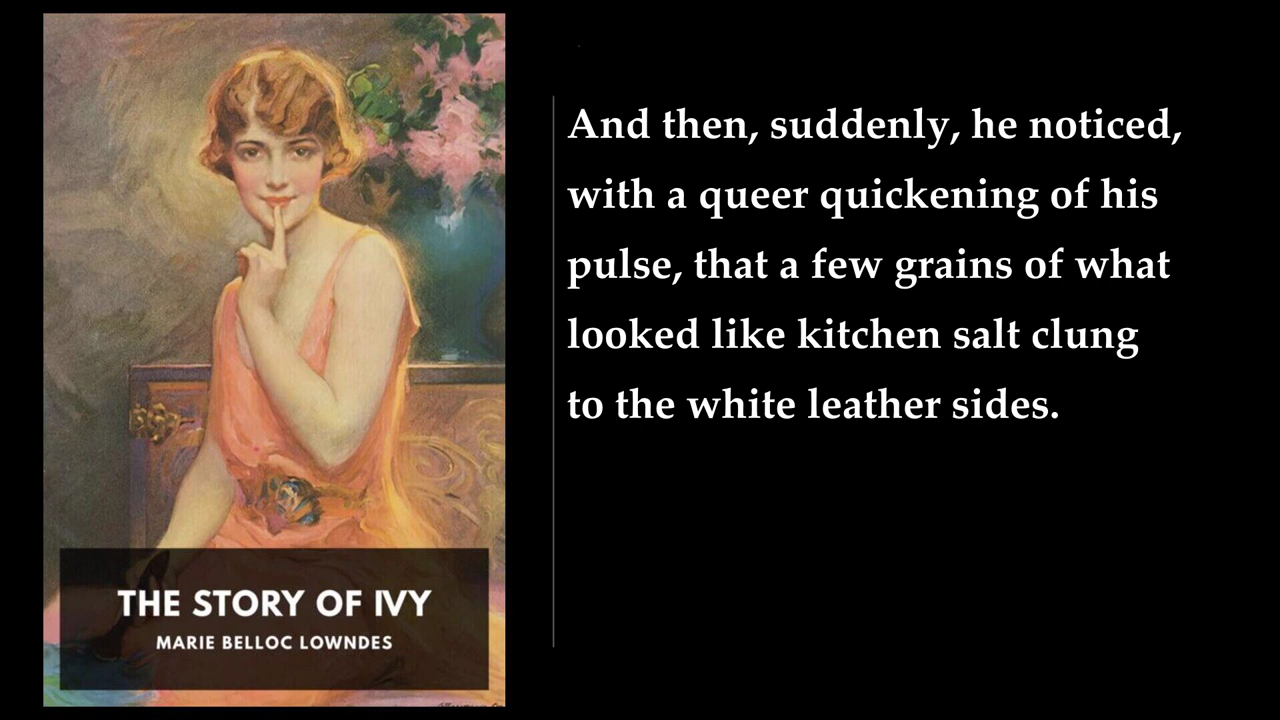 And then, suddenly, he noticed,
with a queer quickening of his
pulse, that a few grains of what
looked like kitchen salt clung
to the white leather sides.
THE STORY OF IVY
MARIE BELLOC LOWNDES